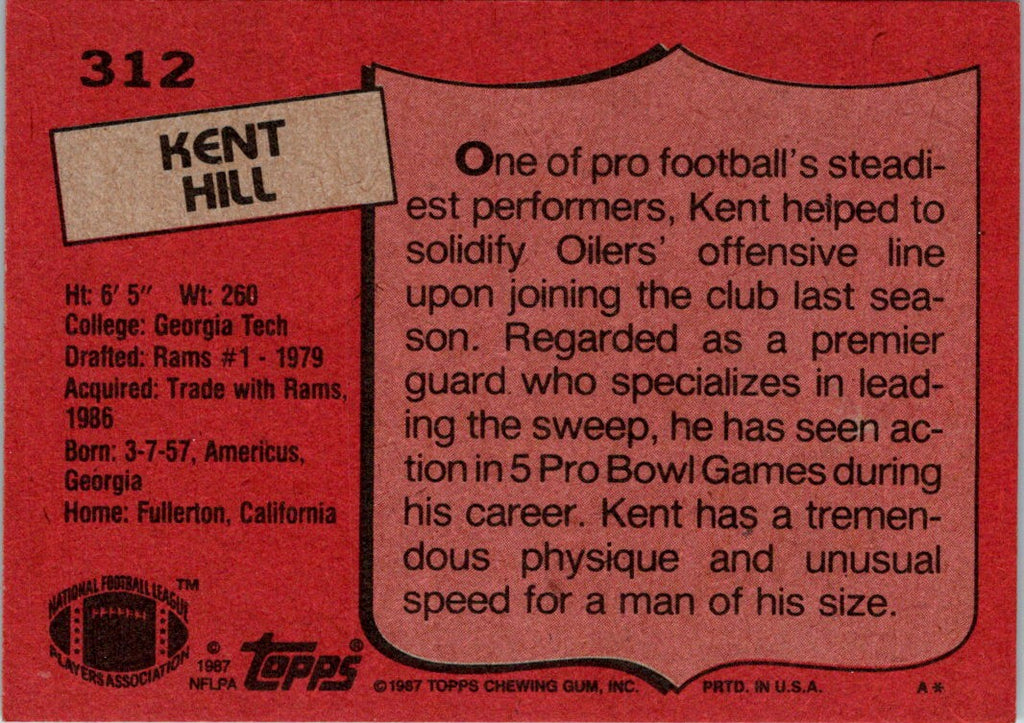 312
KENT
HILL
Ht: 6' 5" Wt: 260
College: Georgia Tech
Drafted: Rams #1 - 1979
Acquired: Trade with Rams,
1986
Born: 3-7-57, Americus,
Georgia
Home: Fullerton, California
One of pro football's steadi-
est performers, Kent helped to
solidify Oilers' offensive line
upon joining the club last sea-
son. Regarded as a premier
guard who specializes in lead-
ing the sweep, he has seen ac-
tion in 5 Pro Bowl Games during
his career. Kent has a tremen-
dous physique and unusual
speed for a man of his size.
NATIONAL FOOTBALL LEAGUE™
PLAYERS ASSOCIATION
©
1987
NFLPA
topps®
©1987 TOPPS CHEWING GUM, INC. PRTD. IN U.S.A. A*